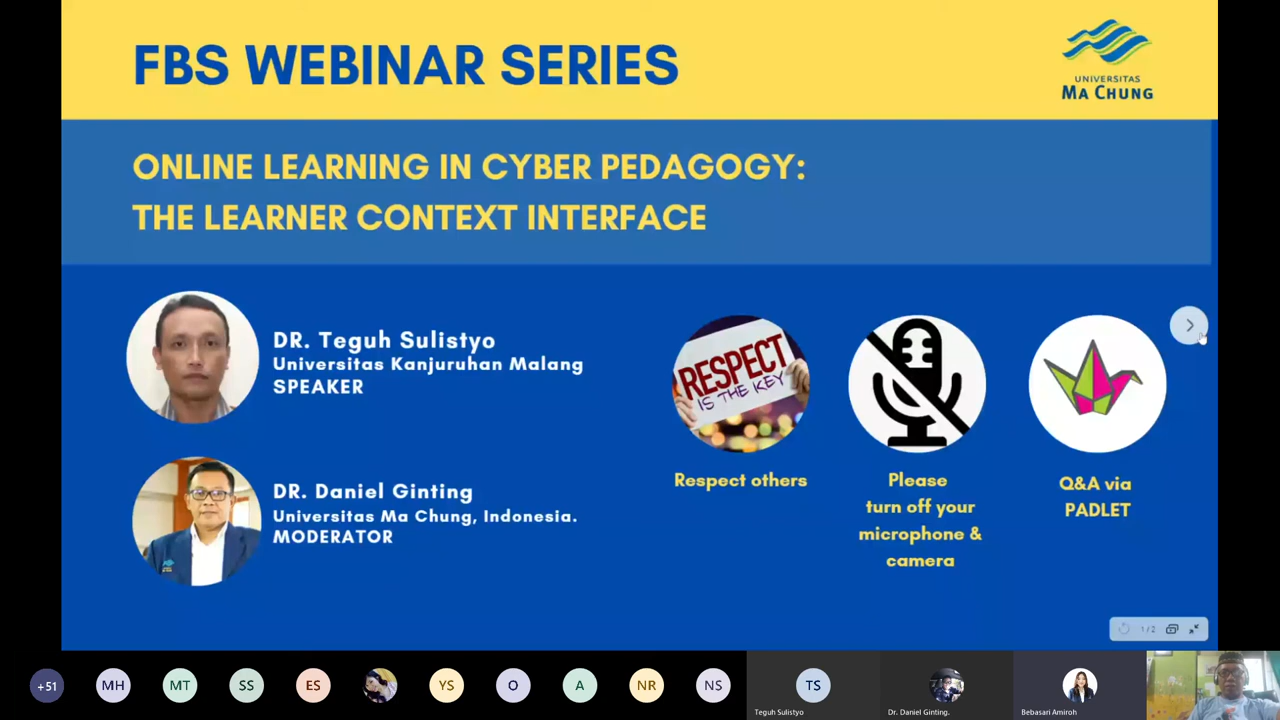 FBS WEBINAR SERIES
UNIVERSITAS
MA CHUNG
ONLINE LEARNING IN CYBER PEDAGOGY:
THE LEARNER CONTEXT INTERFACE
DR. Teguh Sulistyo
Universitas Kanjuruhan Malang
SPEAKER
DR. Daniel Ginting
Universitas Ma Chung, Indonesia.
MODERATOR
RESPECT
IS THE KEY
Respect others
Please
turn off your
microphone &
camera
Q&A via
PADLET
1/2
+51
MH
MT
SS
ES
YS
O
A
NR
NS
TS
Teguh Sulistyo
Dr. Daniel Ginting.
Bebasari Amiroh